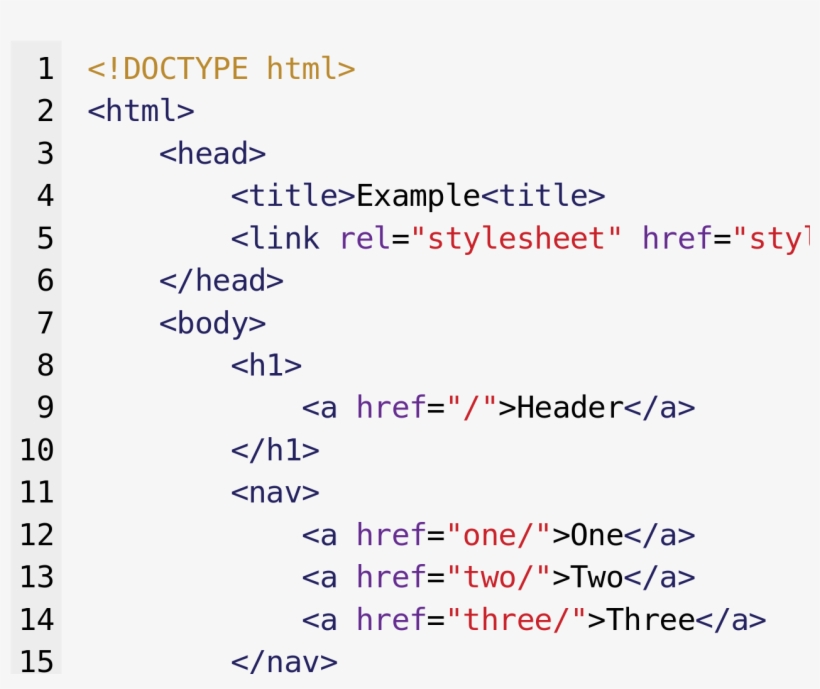 1 <!DOCTYPE html>
2 <html>
3     <head>
4         <title>Example<title>
5         <link rel="stylesheet" href="styl
6     </head>
7     <body>
8         <h1>
9             <a href="/">Header</a>
10         </h1>
11         <nav>
12             <a href="one/">One</a>
13             <a href="two/">Two</a>
14             <a href="three/">Three</a>
15         </nav>